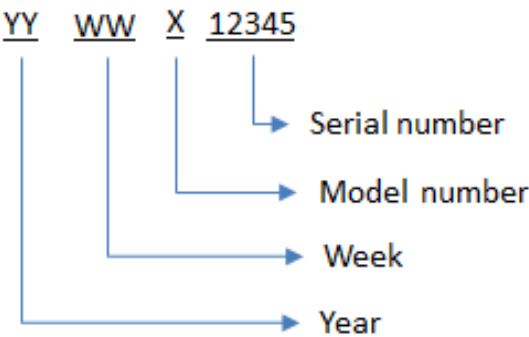 YY WW X 12345
Serial number
Model number
Week
Year